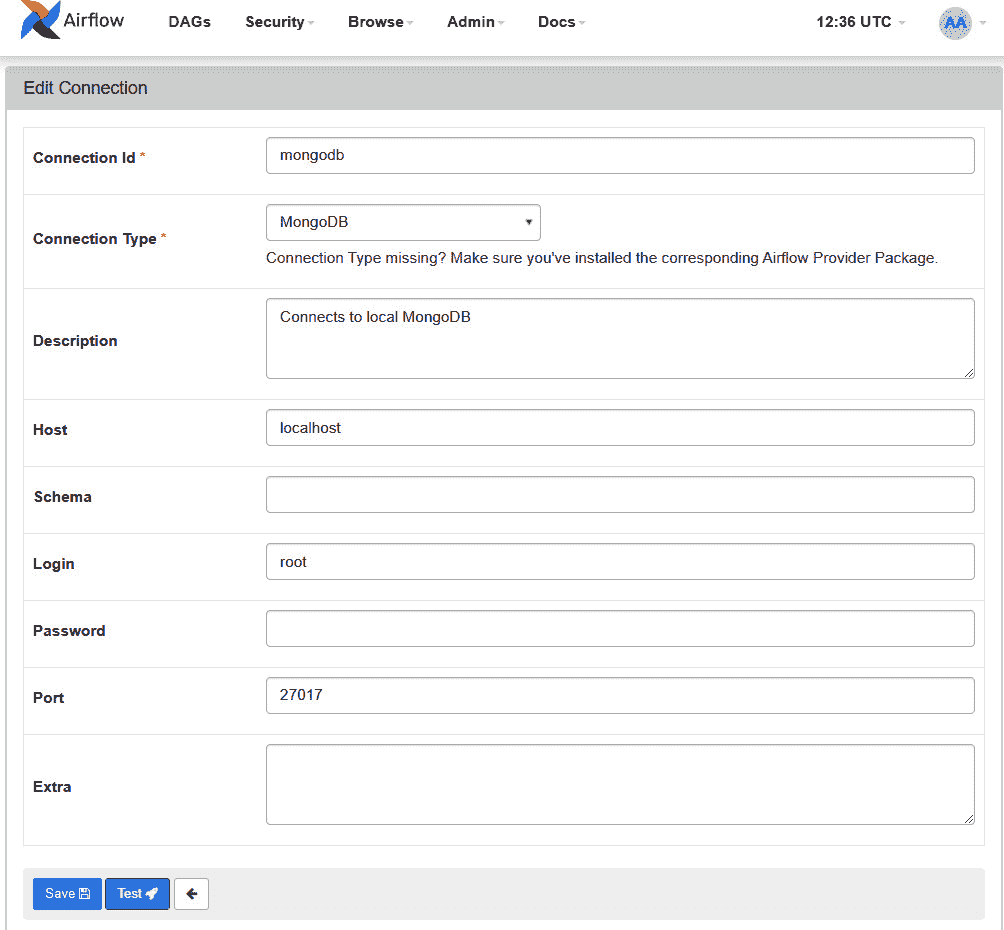 Airflow DAGs Security Browse Admin Docs 12:36 UTC AA
Edit Connection
Connection Id * mongodb
Connection Type * MongoDB
Connection Type missing? Make sure you've installed the corresponding Airflow Provider Package.
Description Connects to local MongoDB
Host localhost
Schema
Login root
Password
Port 27017
Extra
Save Test